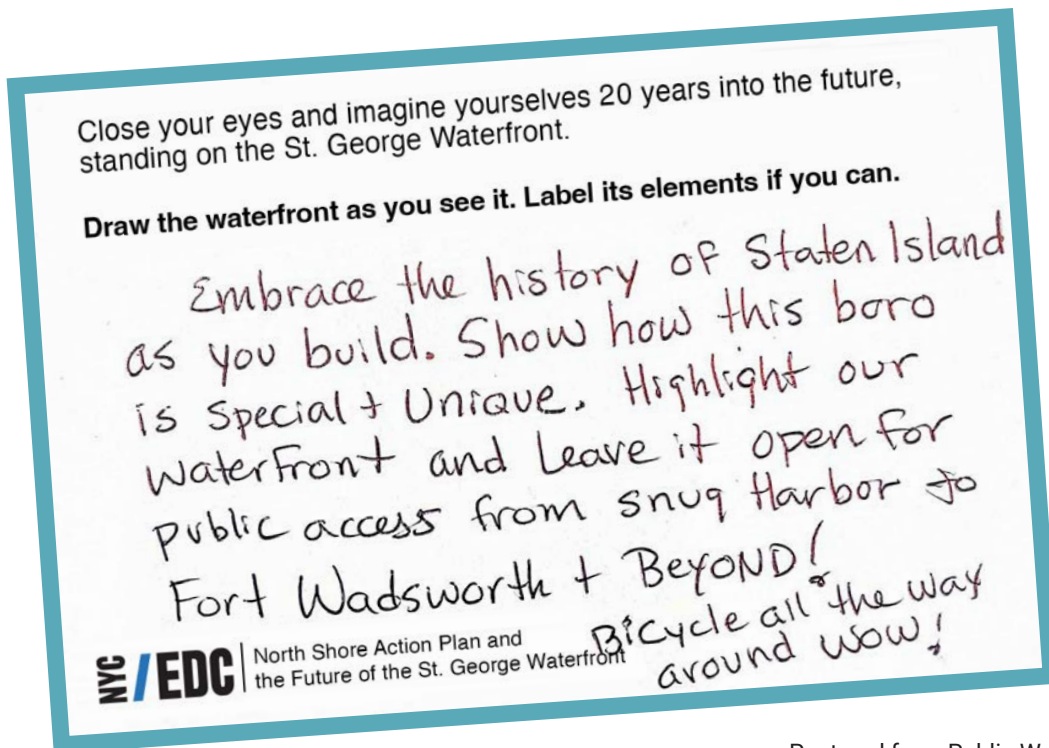 Close your eyes and imagine yourselves 20 years into the future,
standing on the St. George Waterfront.
Draw the waterfront as you see it. Label its elements if you can.
Embrace the history of Staten Island
as you build. Show how this boro
is Special + Unique. Highlight our
waterfront and Leave it open for
public access from snug Harbor to
Fort Wadsworth + BeyOND!
Bicycle all the way
around wow!
NYC/EDC
North Shore Action Plan and
the Future of the St. George Waterfront